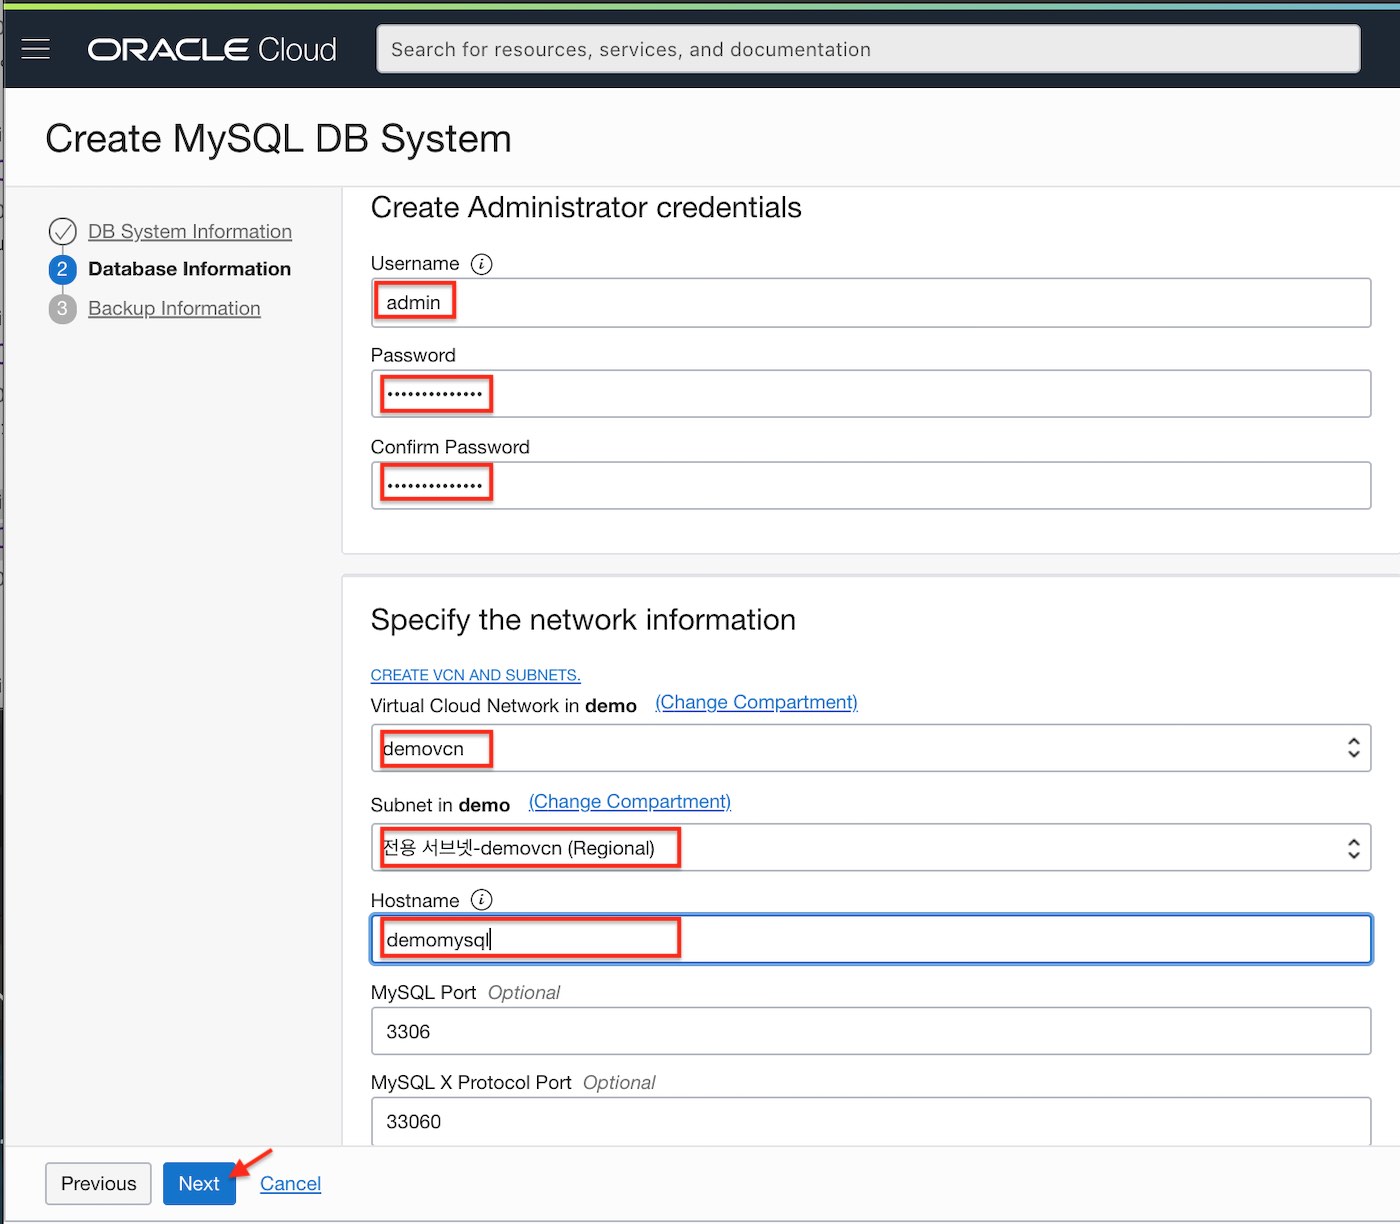 ORACLE Cloud
Search for resources, services, and documentation
Create MySQL DB System
DB System Information
2 Database Information
3 Backup Information
Create Administrator credentials
Username
admin
Password
••••••••••••••
Confirm Password
••••••••••••••
Specify the network information
CREATE VCN AND SUBNETS.
Virtual Cloud Network in demo (Change Compartment)
demovcn
Subnet in demo (Change Compartment)
전용 서브넷-demovcn (Regional)
Hostname
demomysql
MySQL Port Optional
3306
MySQL X Protocol Port Optional
33060
Previous
Next
Cancel